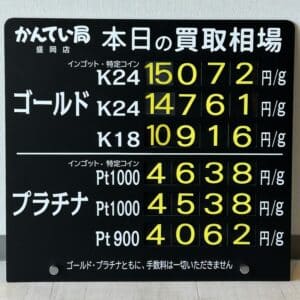 かんてい局 盛岡店 本日の買取相場
インゴット・特定コイン
K24 15072 円/g
ゴールド K24 14761 円/g
K18 10916 円/g
インゴット・特定コイン
Pt1000 4638 円/g
プラチナ Pt1000 4538 円/g
Pt900 4062 円/g
ゴールド・プラチナともに、手数料は一切いただきません